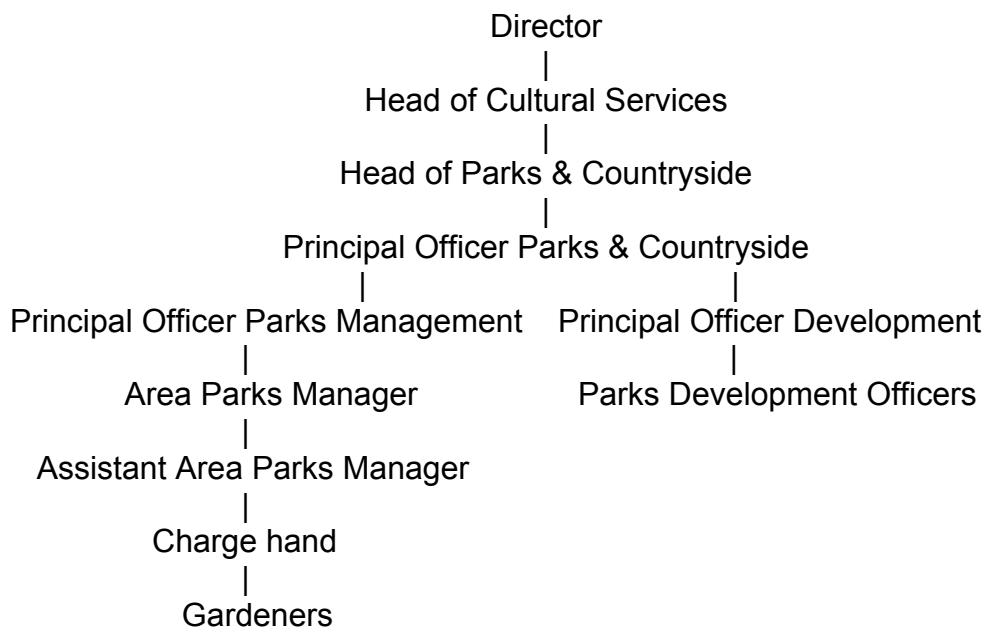 Director
|
Head of Cultural Services
|
Head of Parks & Countryside
|
Principal Officer Parks & Countryside
| |
Principal Officer Parks Management Principal Officer Development
| |
Area Parks Manager Parks Development Officers
|
Assistant Area Parks Manager
|
Charge hand
|
Gardeners